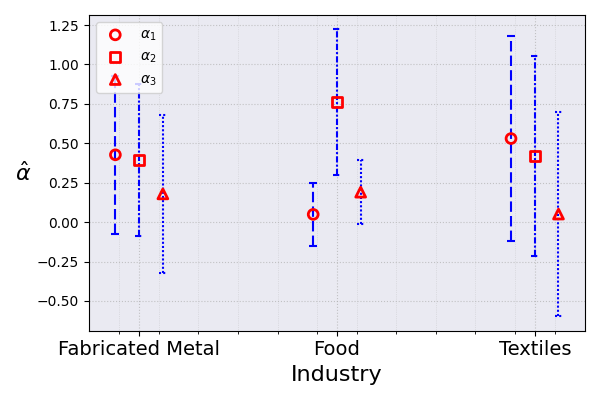 1.25
1.00
0.75
0.50
0.25
0.00
−0.25
−0.50
α̂
α₁
α₂
α₃
Fabricated Metal
Food
Textiles
Industry